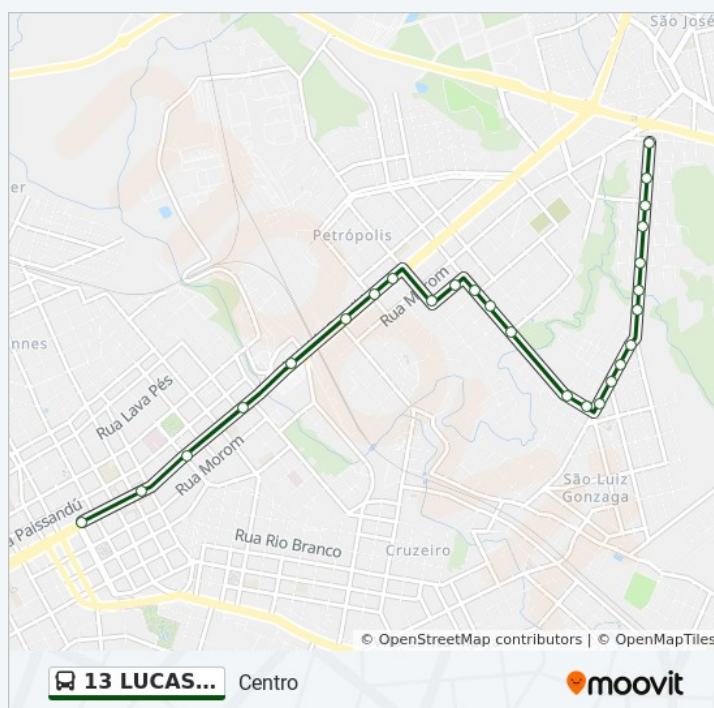 São José
er
Petrópolis
Rua Morom
nnes
Rua Lava Pés
Rua Morom
São Luiz
Gonzaga
a Paissandú
Rua Rio Branco
Cruzeiro
© OpenStreetMap contributors | © OpenMapTiles
13 LUCAS... Centro
moovit